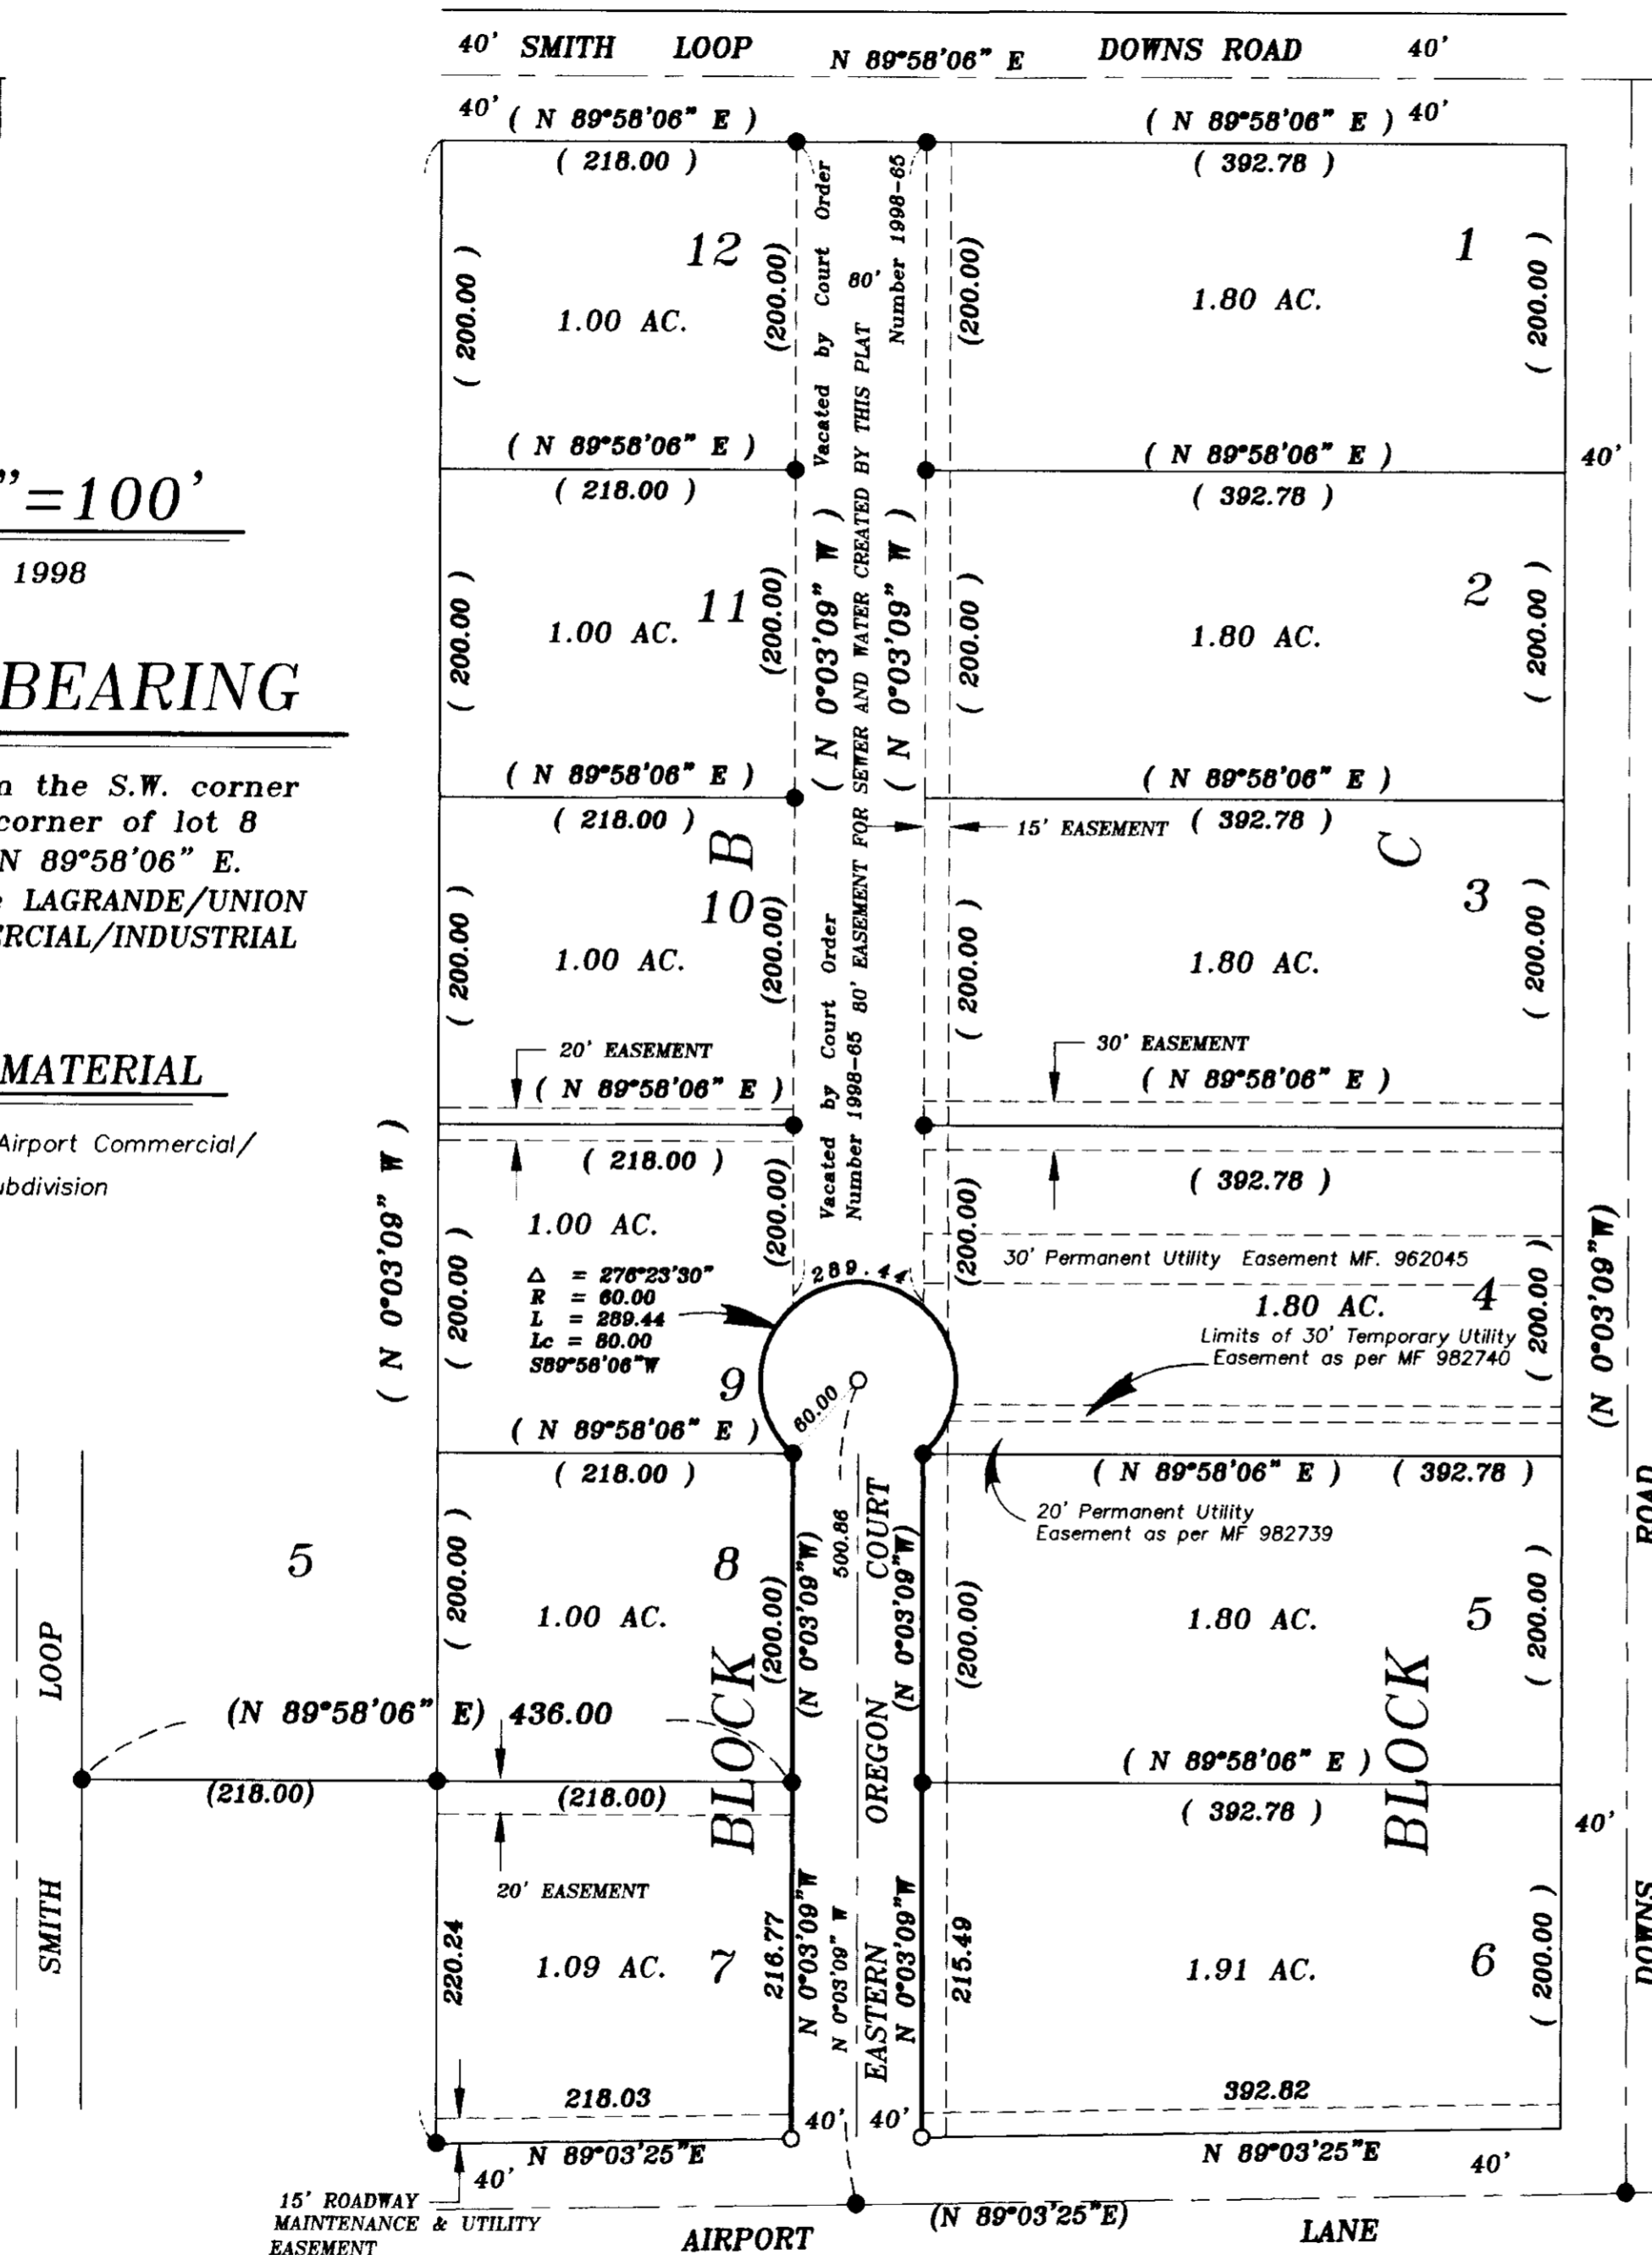 40' SMITH LOOP N 89°58'06" E DOWNS ROAD 40'
40' ( N 89°58'06" E ) ( N 89°58'06" E ) 40'
( 218.00 ) ( 392.78 )
Vacated by Court Order
Number 1998-65
12
1
( 200.00 ) (200.00) 80' (200.00) ( 200.00 )
1.00 AC.
1.80 AC.
( N 89°58'06" E ) ( N 89°58'06" E ) 40'
( 218.00 ) ( 392.78 )
"=100'
1998
( N 0°03'09" W ) ( N 0°03'09" W )
80' EASEMENT FOR SEWER AND WATER CREATED BY THIS PLAT
11
2
( 200.00 ) (200.00) ( 200.00 ) ( 200.00 )
1.00 AC.
1.80 AC.
BEARING
the S.W. corner
corner of lot 8
N 89°58'06" E.
LAGRANDE/UNION
ERCIAL/INDUSTRIAL
( N 89°58'06" E ) ( N 89°58'06" E )
( 218.00 ) 15' EASEMENT ( 392.78 )
B
C
10
3
( 200.00 ) (200.00) ( 200.00 ) ( 200.00 )
1.00 AC.
1.80 AC.
Vacated by Court Order
Number 1998-65
20' EASEMENT 30' EASEMENT
( N 89°58'06" E ) ( N 89°58'06" E )
MATERIAL
Airport Commercial/
ubdivision
( 218.00 ) ( 392.78 )
( N 0°03'09" W )
( 200.00 ) (200.00) (200.00) ( 200.00 )
(N 0°03'09"W)
1.00 AC.
30' Permanent Utility Easement MF. 962045
Δ = 276°23'30"
R = 60.00
L = 289.44
Lc = 80.00
S89°58'06"W
289.44
1.80 AC.
4
Limits of 30' Temporary Utility
Easement as per MF 982740
9
60.00
( N 89°58'06" E )
( 218.00 )
( N 89°58'06" E ) ( 392.78 )
20' Permanent Utility
Easement as per MF 982739
5
8
5
( 200.00 ) (200.00) (N 0°03'09"W) 500.86 (N 0°03'09"W) (200.00) ( 200.00 )
1.00 AC.
1.80 AC.
(N 89°58'06" E) 436.00
( N 89°58'06" E )
(218.00) (218.00) ( 392.78 )
BLOCK
BLOCK
40'
20' EASEMENT
SMITH LOOP
EASTERN OREGON COURT
DOWNS ROAD
220.24 216.77 N 0°03'09"W N 0°03'09" W N 0°03'09"W 215.49 ( 200.00 )
1.09 AC. 7
1.91 AC. 6
218.03 392.82
40' 40'
N 89°03'25"E N 89°03'25"E
40' 40'
15' ROADWAY
MAINTENANCE & UTILITY
EASEMENT
(N 89°03'25"E)
AIRPORT LANE